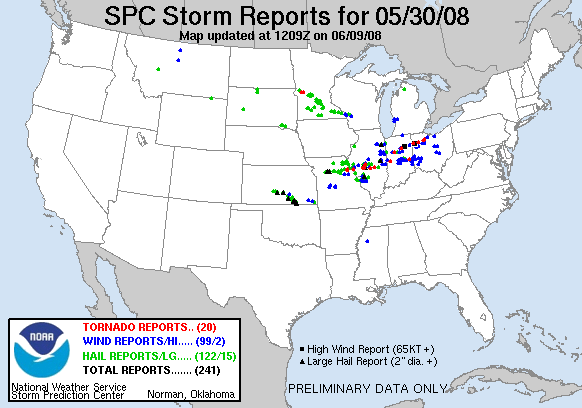 SPC Storm Reports for 05/30/08
Map updated at 1209Z on 06/09/08
TORNADO REPORTS.. (20)
WIND REPORTS/HI..... (99/2)
HAIL REPORTS/LG..... (122/15)
TOTAL REPORTS....... (241)
NOAA
National Weather Service
Storm Prediction Center Norman, Oklahoma
High Wind Report (65KT +)
Large Hail Report (2" dia. +)
PRELIMINARY DATA ONLY